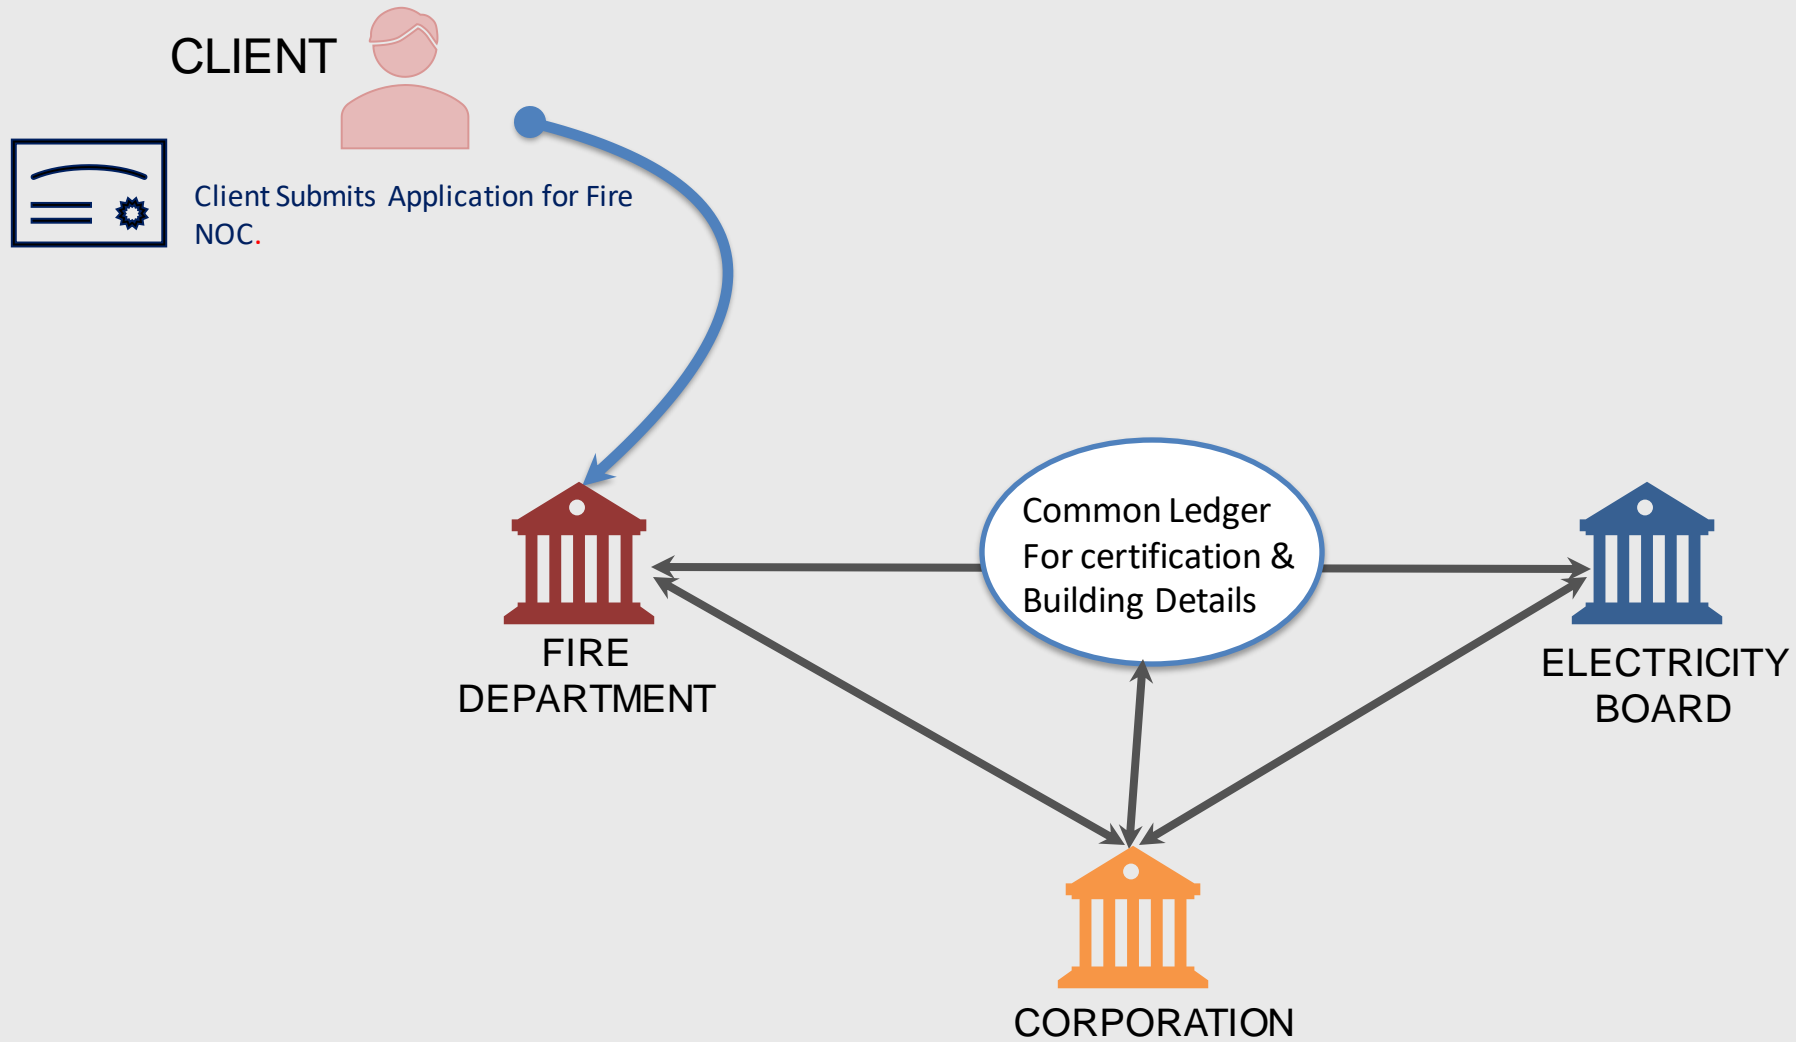 CLIENT
Client Submits Application for Fire
NOC.
Common Ledger
For certification &
Building Details
FIRE
DEPARTMENT
ELECTRICITY
BOARD
CORPORATION